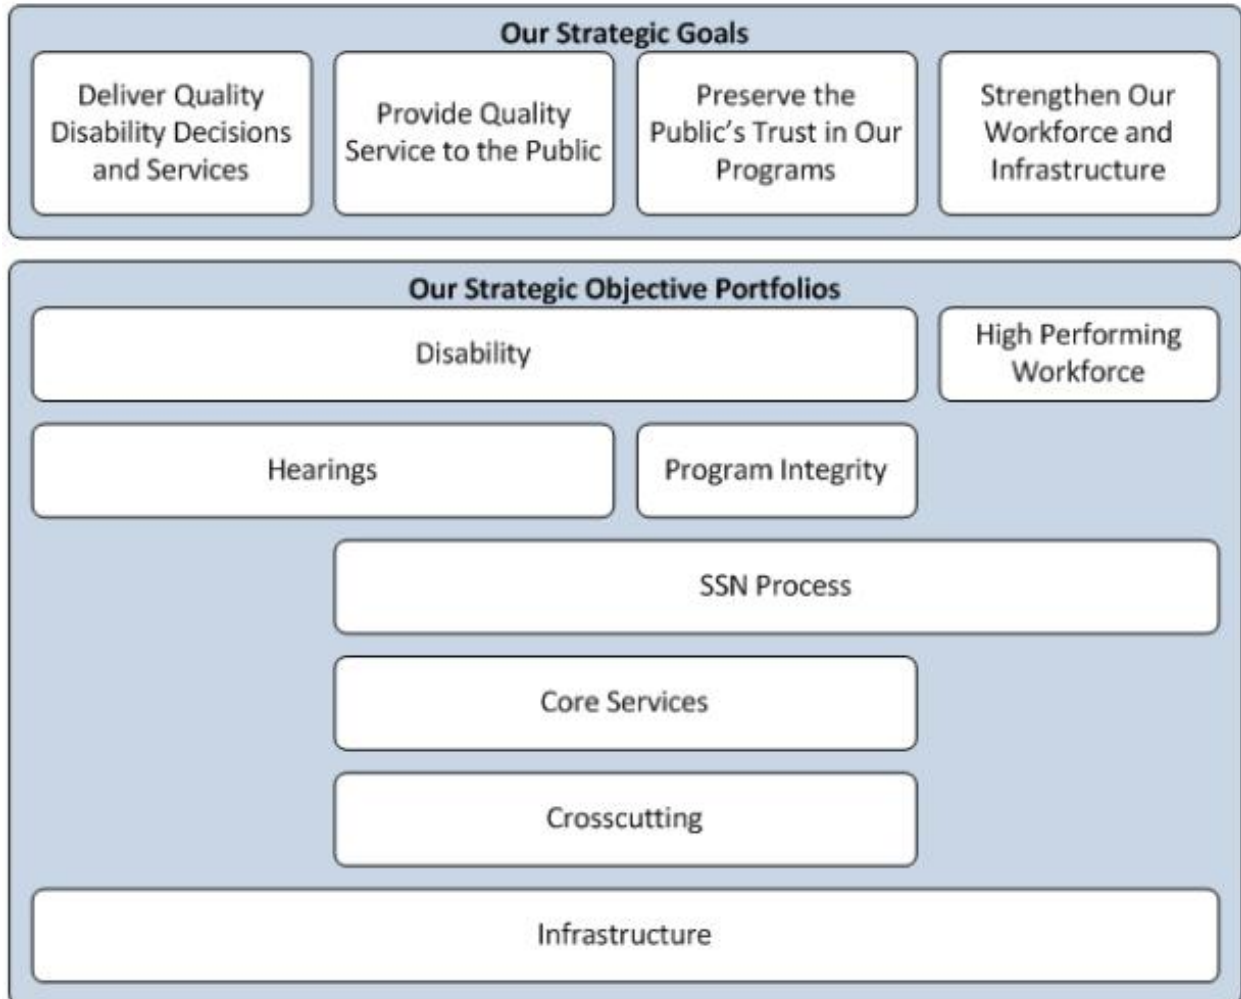 Our Strategic Goals
Deliver Quality
Disability Decisions
and Services
Provide Quality
Service to the Public
Preserve the
Public's Trust in Our
Programs
Strengthen Our
Workforce and
Infrastructure
Our Strategic Objective Portfolios
Disability
High Performing
Workforce
Hearings
Program Integrity
SSN Process
Core Services
Crosscutting
Infrastructure